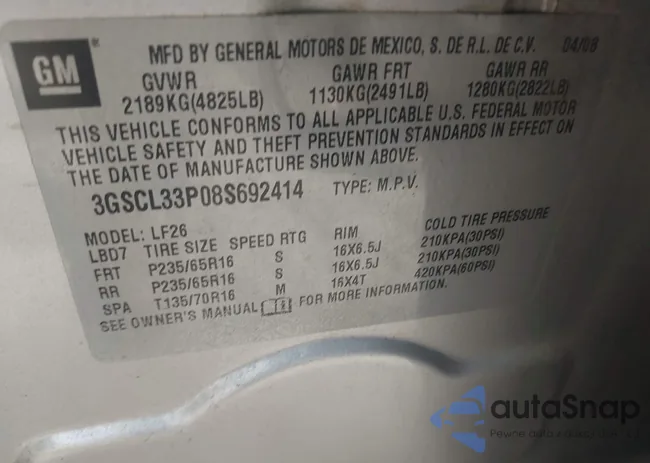 GM
MFD BY GENERAL MOTORS DE MEXICO, S. DE R.L. DE C.V. 04/08
GVWR GAWR FRT GAWR RR
2189KG(4825LB) 1130KG(2491LB) 1280KG(2822LB)
THIS VEHICLE CONFORMS TO ALL APPLICABLE U.S. FEDERAL MOTOR
VEHICLE SAFETY AND THEFT PREVENTION STANDARDS IN EFFECT ON
THE DATE OF MANUFACTURE SHOWN ABOVE.
3GSCL33P08S692414 TYPE: M.P.V.
MODEL: LF26
LBD7 TIRE SIZE SPEED RTG RIM COLD TIRE PRESSURE
FRT P235/65R16 S 16X6.5J 210KPA(30PSI)
RR P235/65R16 S 16X6.5J 210KPA(30PSI)
SPA T135/70R16 M 16X4T 420KPA(60PSI)
SEE OWNER'S MANUAL FOR MORE INFORMATION.
autaSnap
Pewne auta z